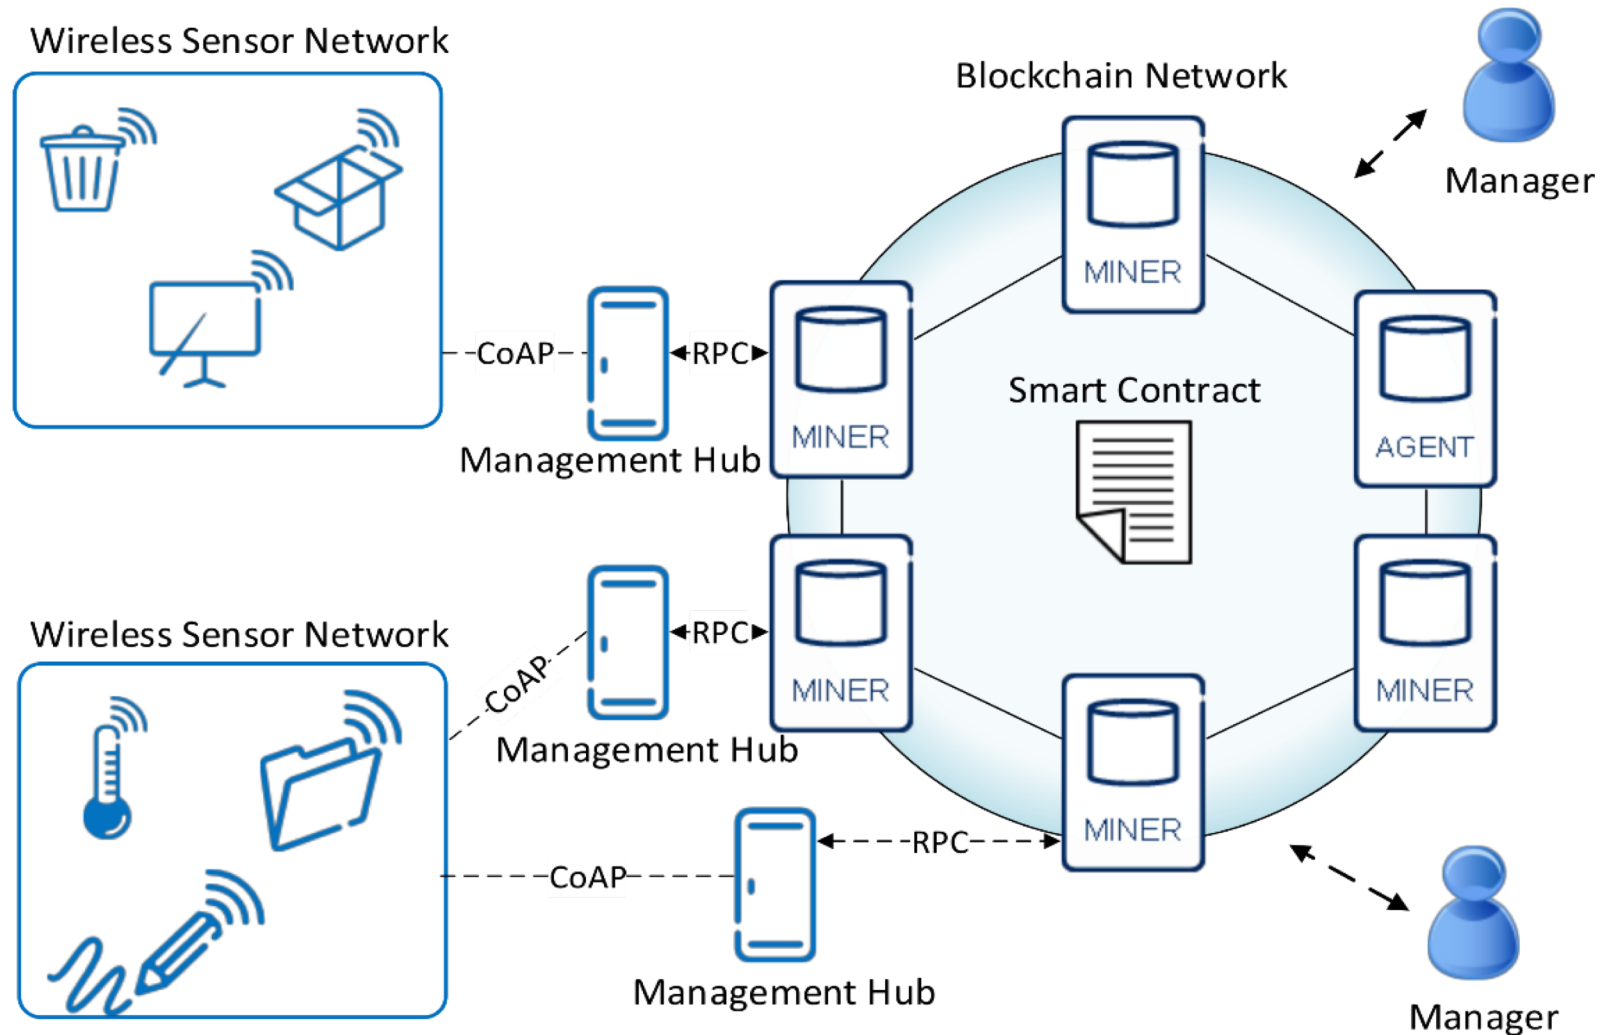 Wireless Sensor Network
Blockchain Network
Manager
MINER
CoAP
RPC
MINER
Smart Contract
AGENT
Management Hub
Wireless Sensor Network
CoAP
RPC
MINER
MINER
Management Hub
MINER
RPC
CoAP
Management Hub
Manager